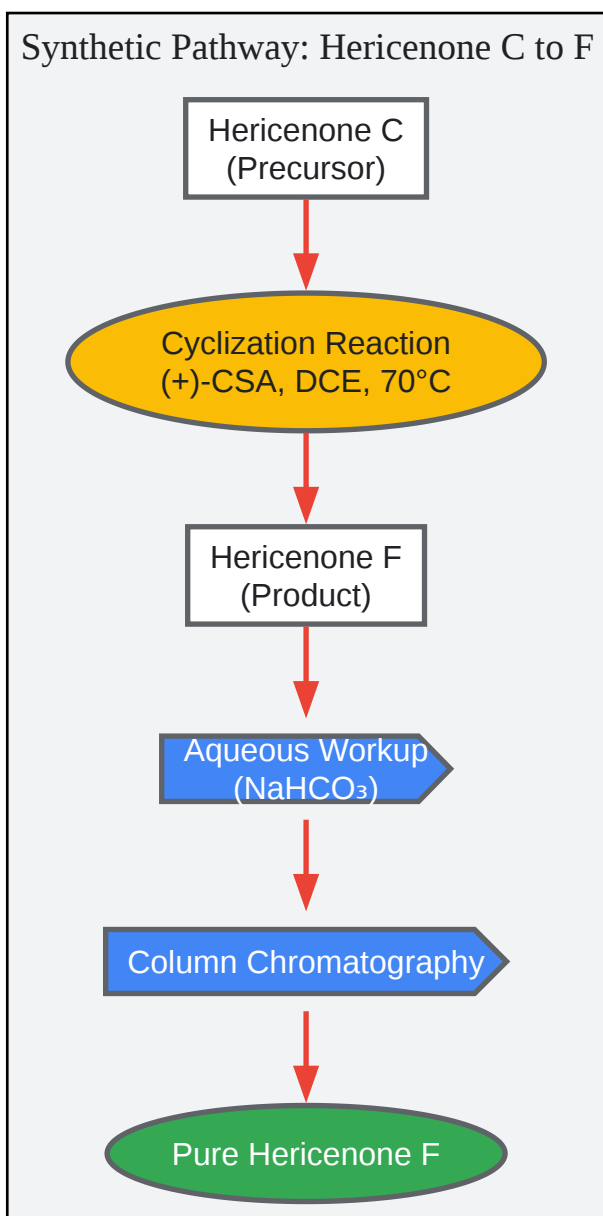 Synthetic Pathway: Hericenone C to F
Hericenone C
(Precursor)
Cyclization Reaction
(+)-CSA, DCE, 70°C
Hericenone F
(Product)
Aqueous Workup
(NaHCO₃)
Column Chromatography
Pure Hericenone F